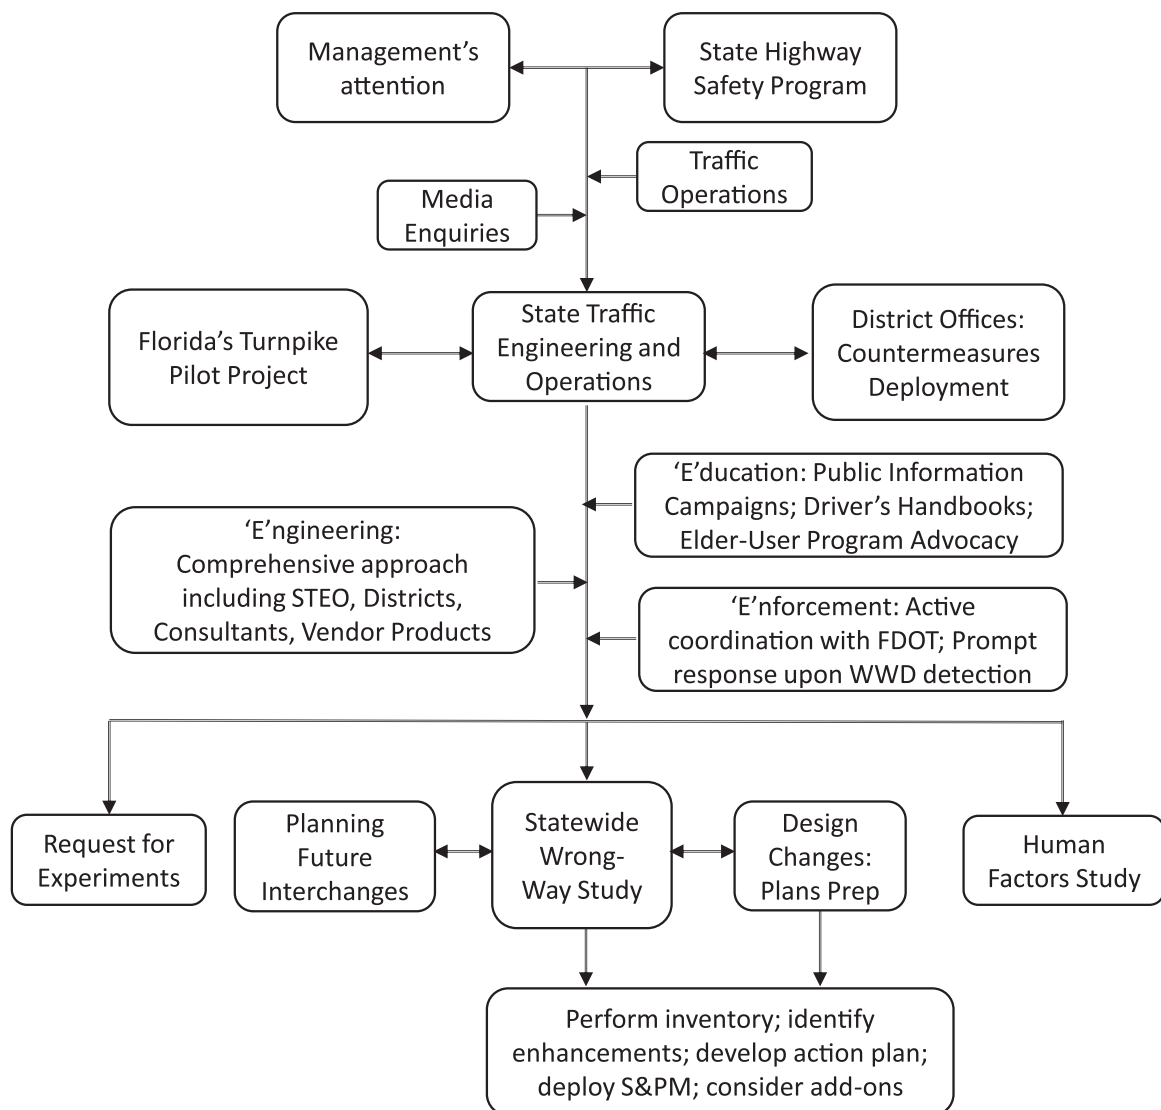 Management’s
attention
State Highway
Safety Program
Traffic
Operations
Media
Enquiries
Florida’s Turnpike
Pilot Project
State Traffic
Engineering and
Operations
District Offices:
Countermeasures
Deployment
‘E’ducation: Public Information
Campaigns; Driver’s Handbooks;
Elder-User Program Advocacy
‘E’ngineering:
Comprehensive approach
including STEO, Districts,
Consultants, Vendor Products
‘E’nforcement: Active
coordination with FDOT; Prompt
response upon WWD detection
Request for
Experiments
Planning
Future
Interchanges
Statewide
Wrong-
Way Study
Design
Changes:
Plans Prep
Human
Factors Study
Perform inventory; identify
enhancements; develop action plan;
deploy S&PM; consider add-ons